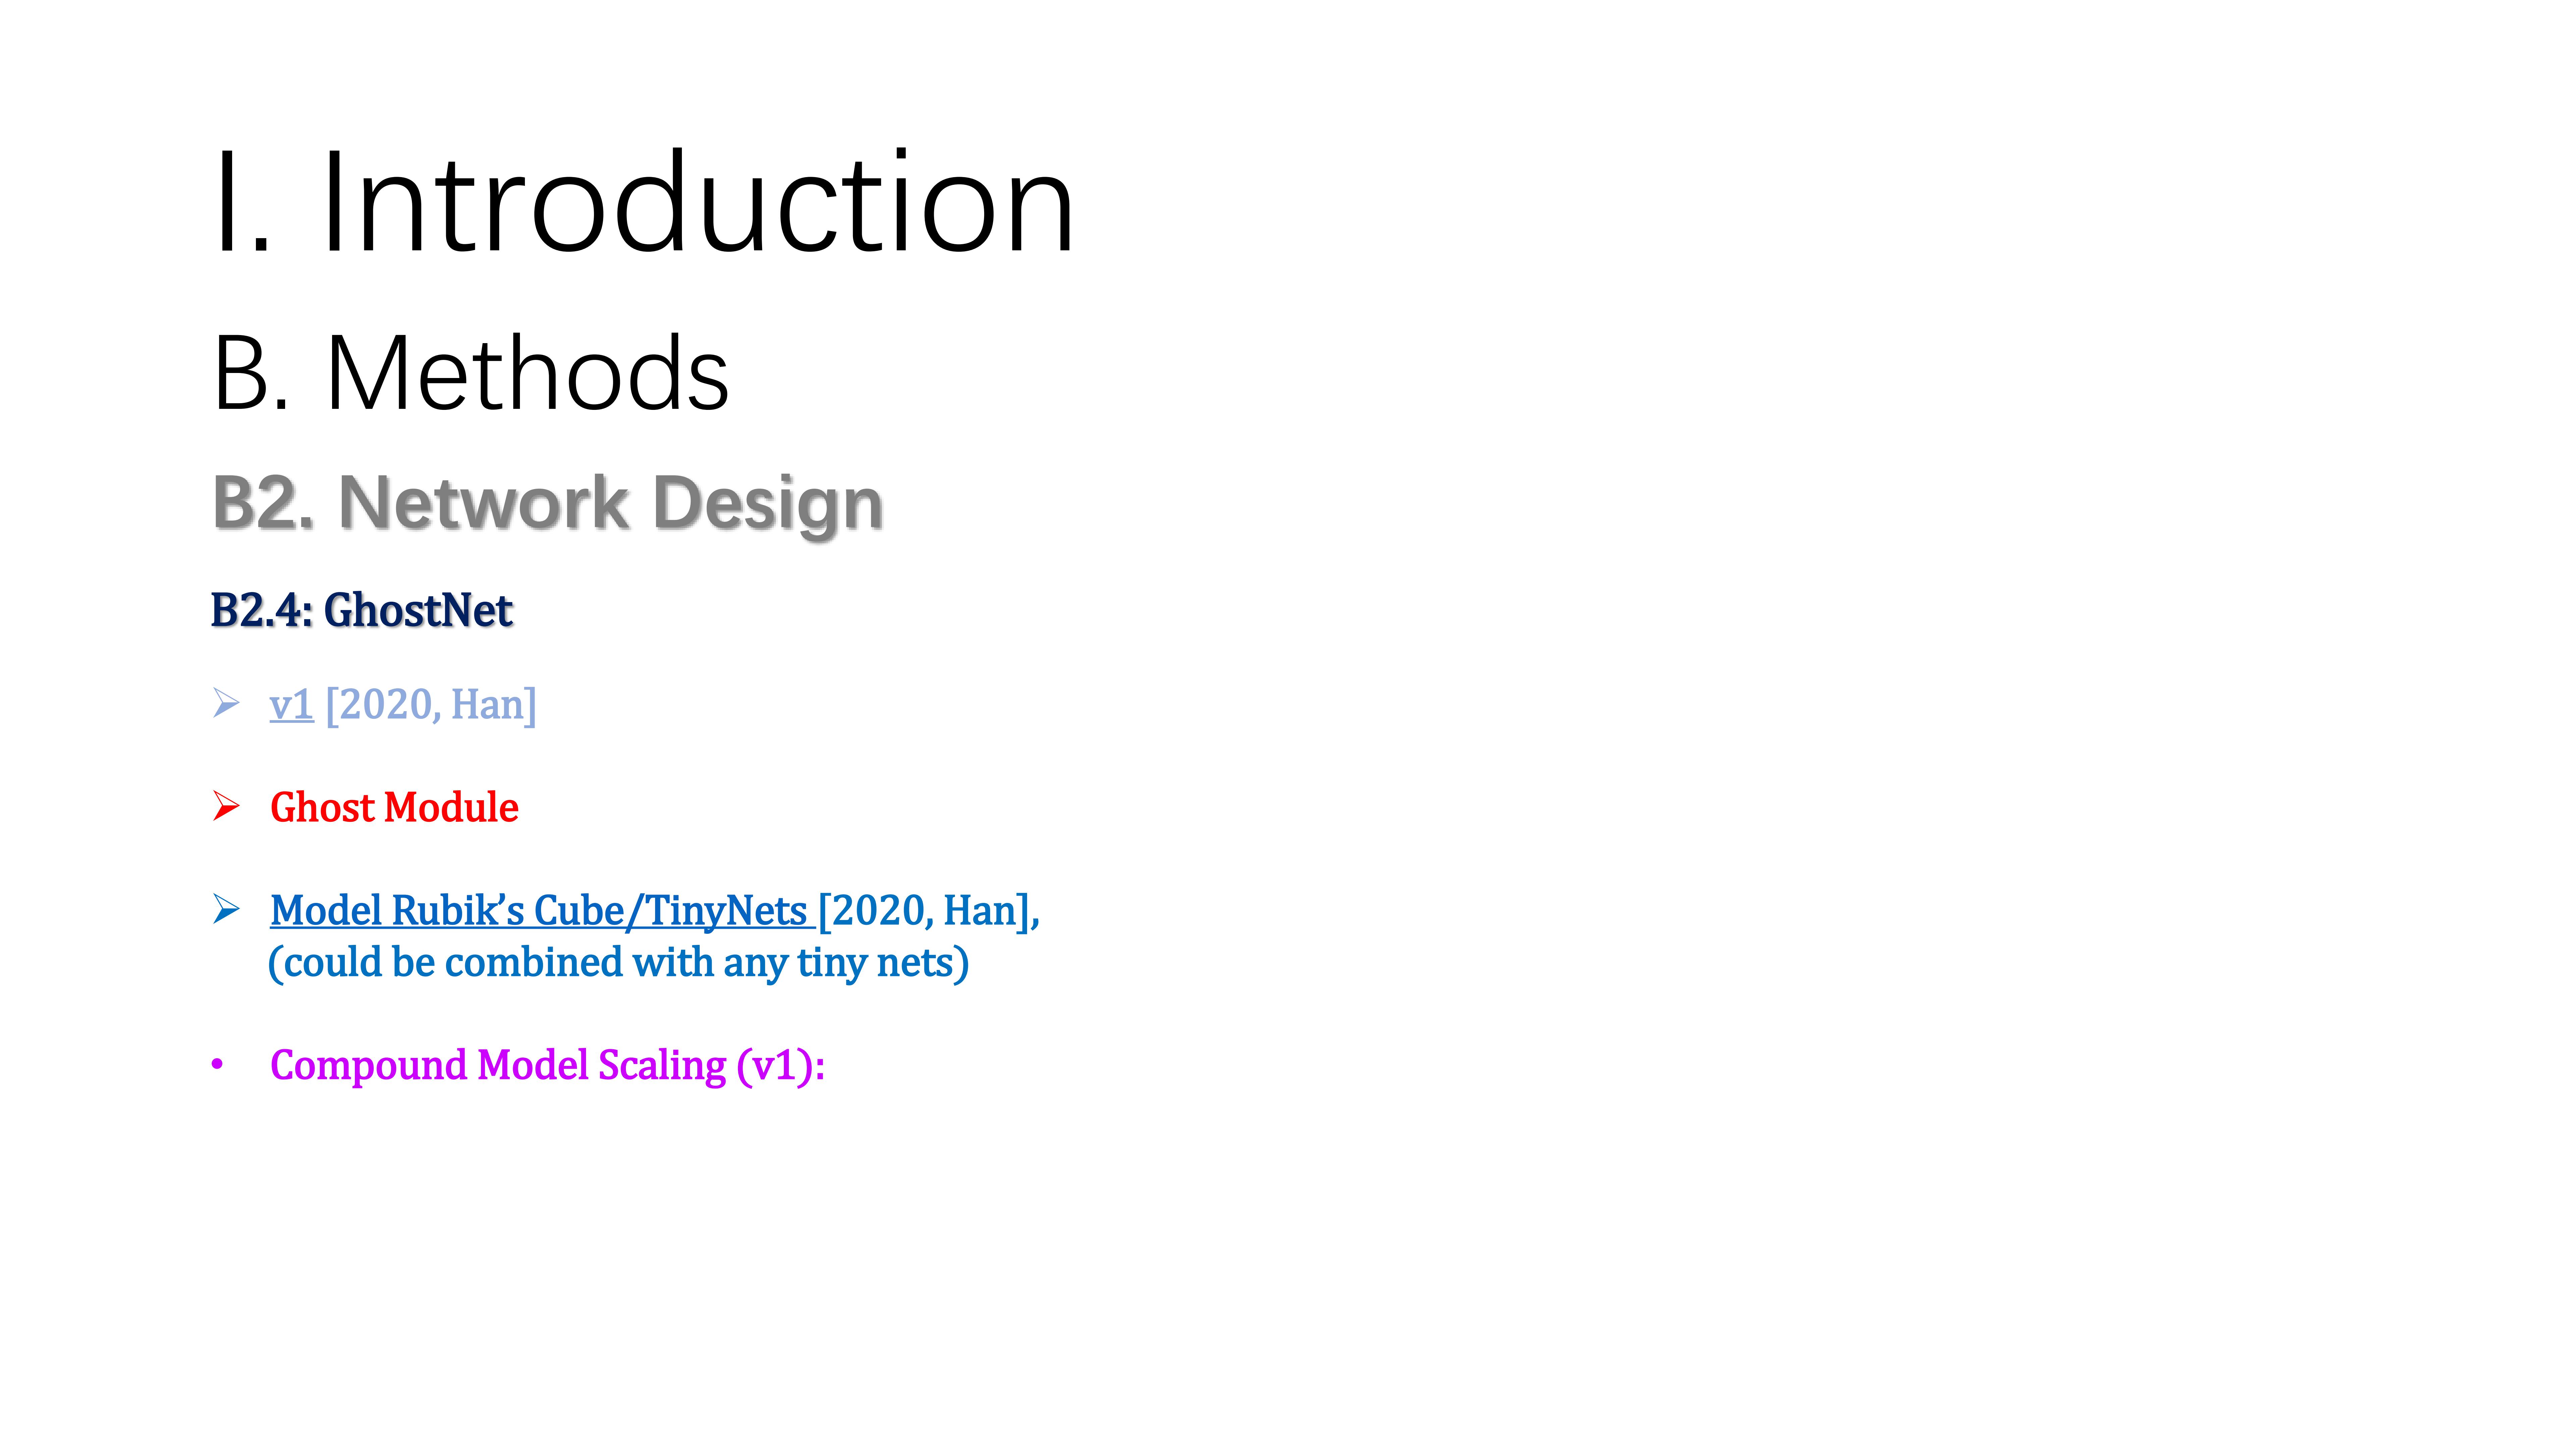 I. Introduction
B. Methods
B2. Network Design
B2.4: GhostNet
➢ v1 [2020, Han]
➢ Ghost Module
➢ Model Rubik’s Cube/TinyNets [2020, Han],
(could be combined with any tiny nets)
• Compound Model Scaling (v1):